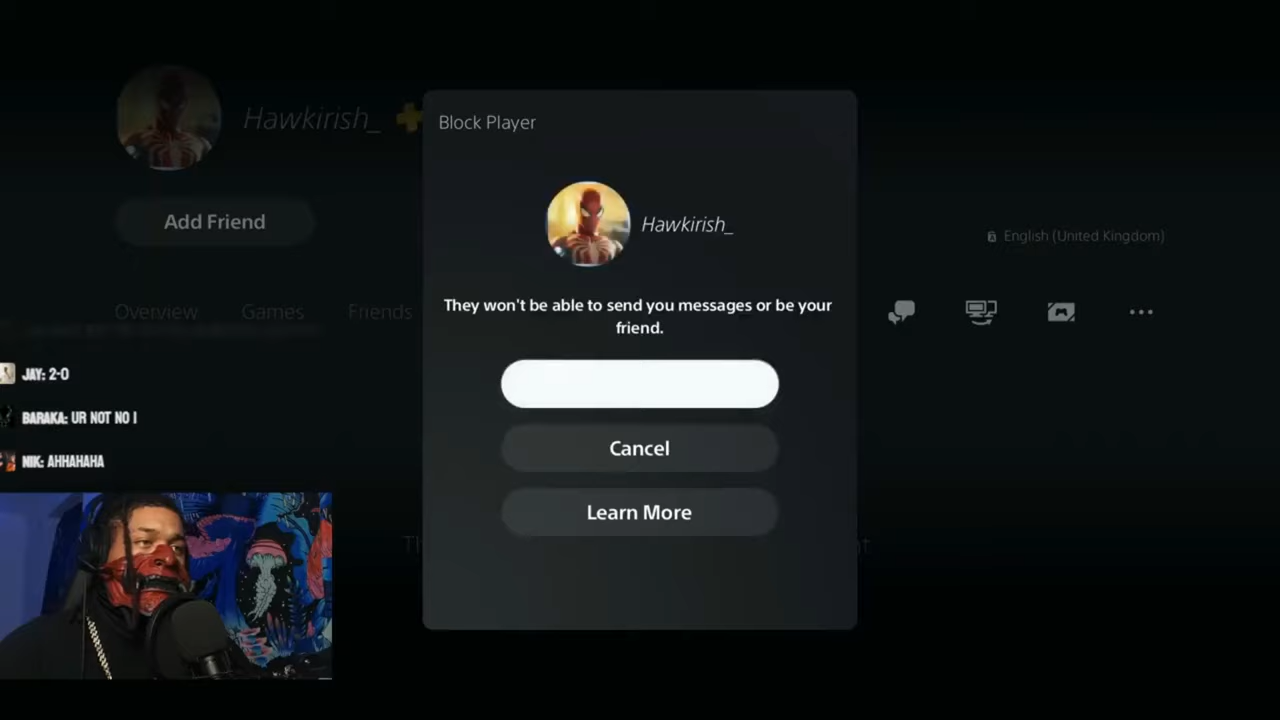 Hawkirish_
Add Friend
Overview
Games
Friends
Block Player
Hawkirish_
They won't be able to send you messages or be your
friend.
Cancel
Learn More
English (United Kingdom)
JAY: 2-0
BARAKA: UR NOT NO 1
NIK: AHHAHAHA